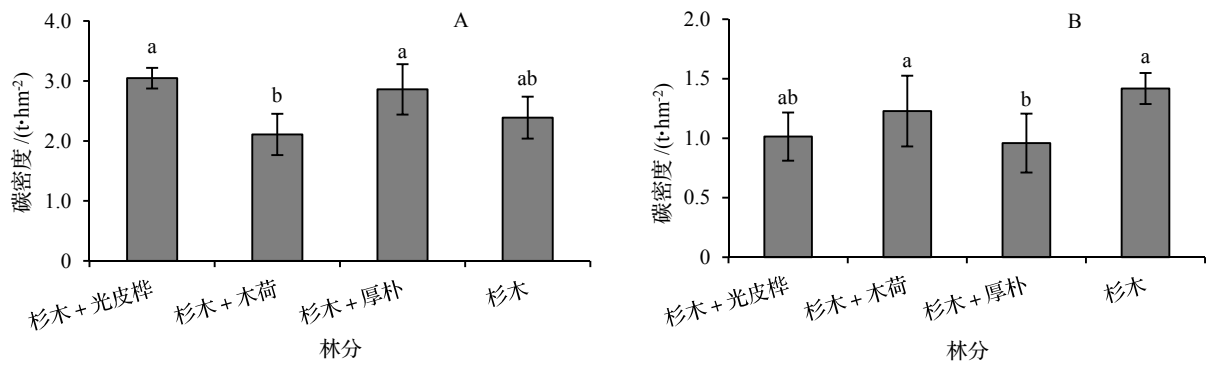 A
碳密度/(t•hm-2)
4.0
3.0
2.0
1.0
0
a
b
a
ab
杉木+光皮桦
杉木+木荷
杉木+厚朴
杉木
林分
B
碳密度/(t•hm-2)
2.0
1.5
1.0
0.5
0
ab
a
b
a
杉木+光皮桦
杉木+木荷
杉木+厚朴
杉木
林分